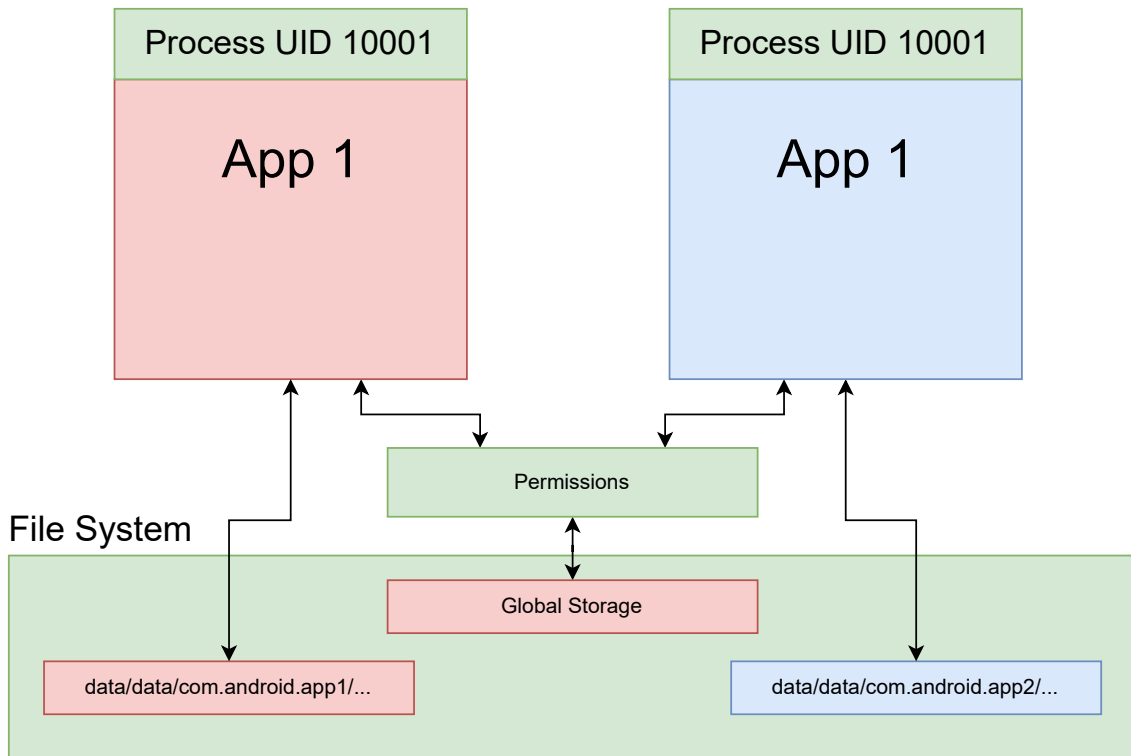 Process UID 10001
Process UID 10001
App 1
App 1
Permissions
File System
Global Storage
data/data/com.android.app1/...
data/data/com.android.app2/...